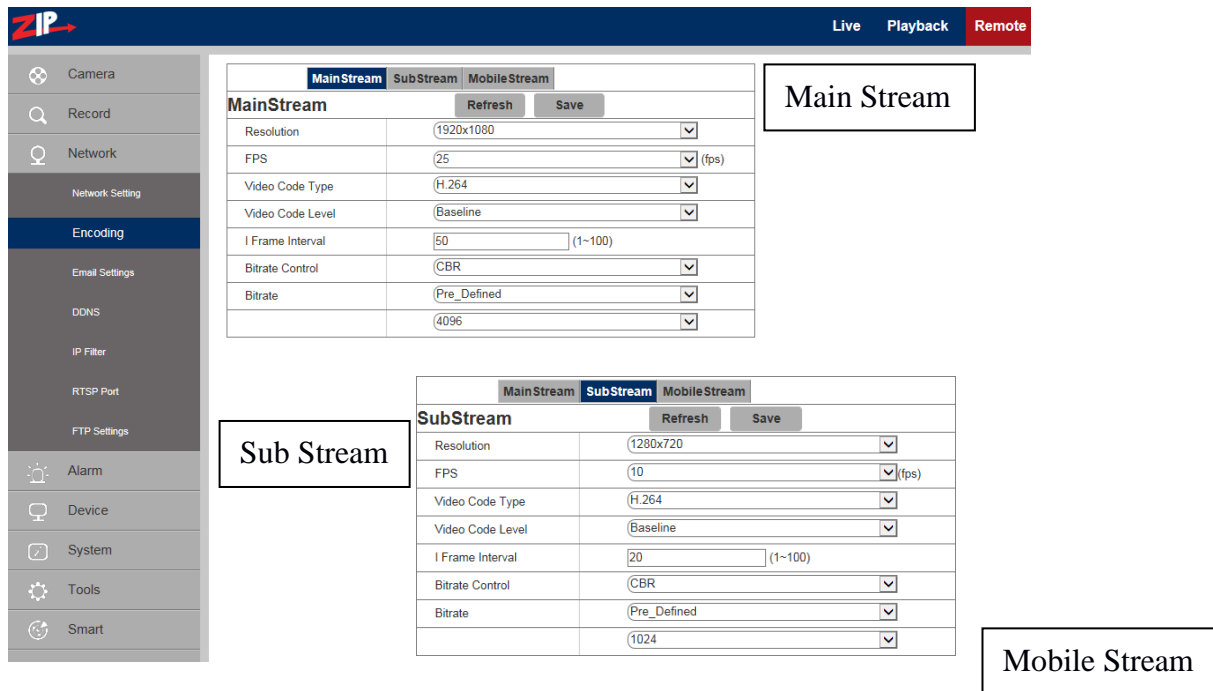 ZIP
Live Playback Remote
Camera
Record
Network
Network Setting
Encoding
Email Settings
DDNS
IP Filter
RTSP Port
FTP Settings
Alarm
Device
System
Tools
Smart
MainStream SubStream MobileStream
MainStream Refresh Save
Resolution 1920x1080
FPS 25 (fps)
Video Code Type H.264
Video Code Level Baseline
I Frame Interval 50 (1~100)
Bitrate Control CBR
Bitrate Pre_Defined
4096
Main Stream
Sub Stream
MainStream SubStream MobileStream
SubStream Refresh Save
Resolution 1280x720
FPS 10 (fps)
Video Code Type H.264
Video Code Level Baseline
I Frame Interval 20 (1~100)
Bitrate Control CBR
Bitrate Pre_Defined
1024
Mobile Stream